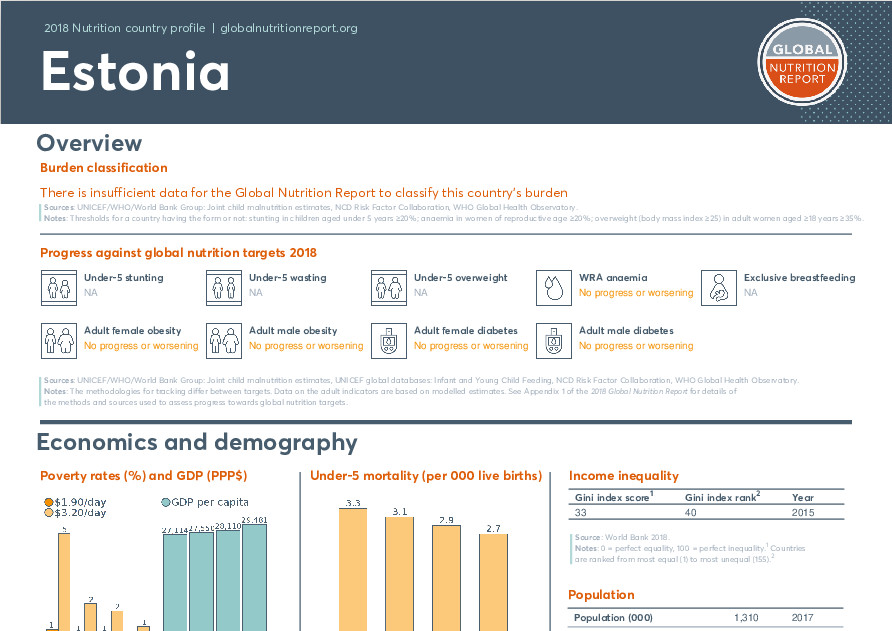 2018 Nutrition country profile | globalnutritionreport.org
Estonia
GLOBAL
NUTRITION
REPORT
Overview
Burden classification
There is insufficient data for the Global Nutrition Report to classify this country's burden
Sources: UNICEF/WHO/World Bank Group: Joint child malnutrition estimates, NCD Risk Factor Collaboration, WHO Global Health Observatory.
Notes: Thresholds for a country having the form or not: stunting in children aged under 5 years ≥20%; anaemia in women of reproductive age ≥20%; overweight (body mass index ≥25) in adult women aged ≥18 years ≥35%.
Progress against global nutrition targets 2018
Under-5 stunting
NA
Under-5 wasting
NA
Under-5 overweight
NA
WRA anaemia
No progress or worsening
Exclusive breastfeeding
NA
Adult female obesity
No progress or worsening
Adult male obesity
No progress or worsening
Adult female diabetes
No progress or worsening
Adult male diabetes
No progress or worsening
Sources: UNICEF/WHO/World Bank Group: Joint child malnutrition estimates, UNICEF global databases: Infant and Young Child Feeding, NCD Risk Factor Collaboration, WHO Global Health Observatory.
Notes: The methodologies for tracking differ between targets. Data on the adult indicators are based on modelled estimates. See Appendix 1 of the 2018 Global Nutrition Report for details of
the methods and sources used to assess progress towards global nutrition targets.
Economics and demography
Poverty rates (%) and GDP (PPP$)
$1.90/day
$3.20/day
GDP per capita
5 2 2 1
1 1 1
27,114 27,550 28,110 29,481
Under-5 mortality (per 000 live births)
3.3 3.1 2.9 2.7
Income inequality
Gini index score¹ Gini index rank² Year
33 40 2015
Source: World Bank 2018.
Notes: 0 = perfect equality, 100 = perfect inequality.¹ Countries
are ranked from most equal (1) to most unequal (155).²
Population
Population (000) 1,310 2017